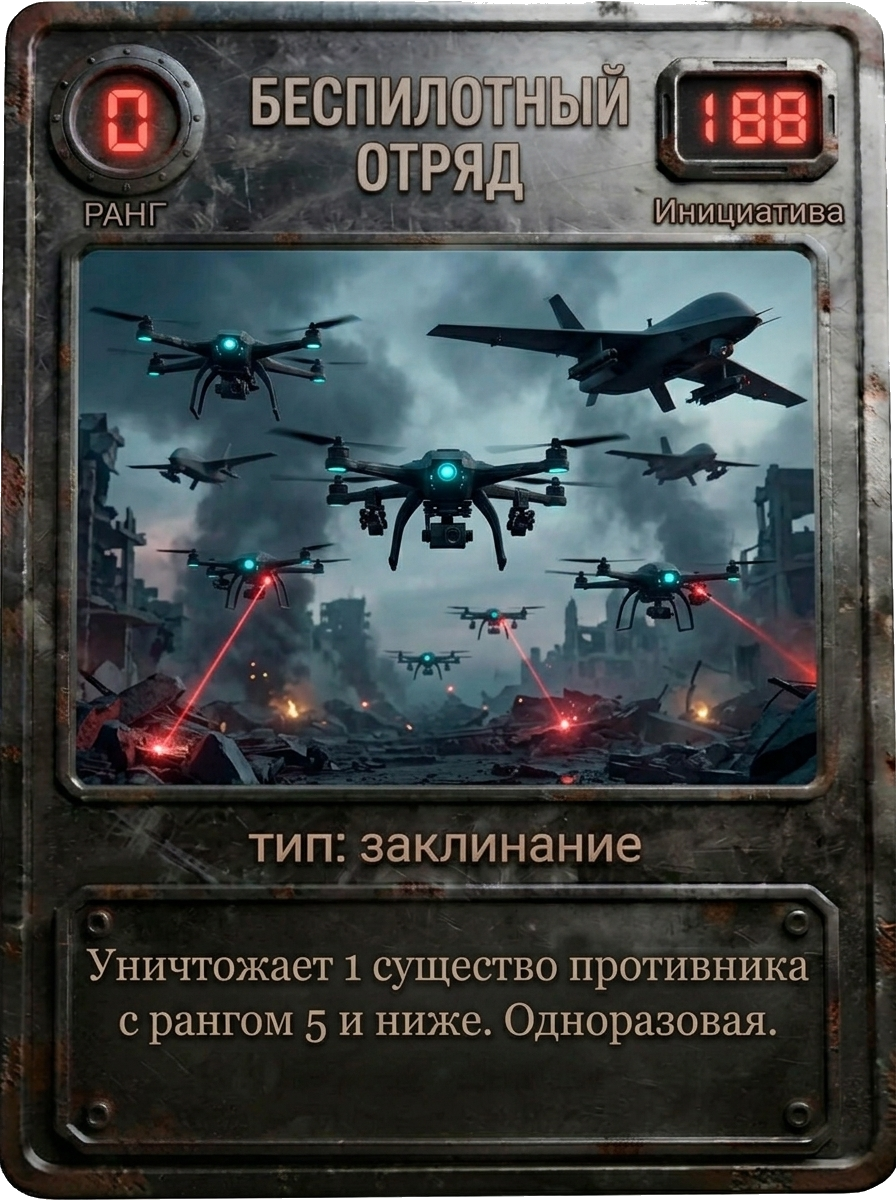 0
БЕСПИЛОТНЫЙ
ОТРЯД
188
РАНГ
Инициатива
тип: заклинание
Уничтожает 1 существо противника
с рангом 5 и ниже. Одноразовая.